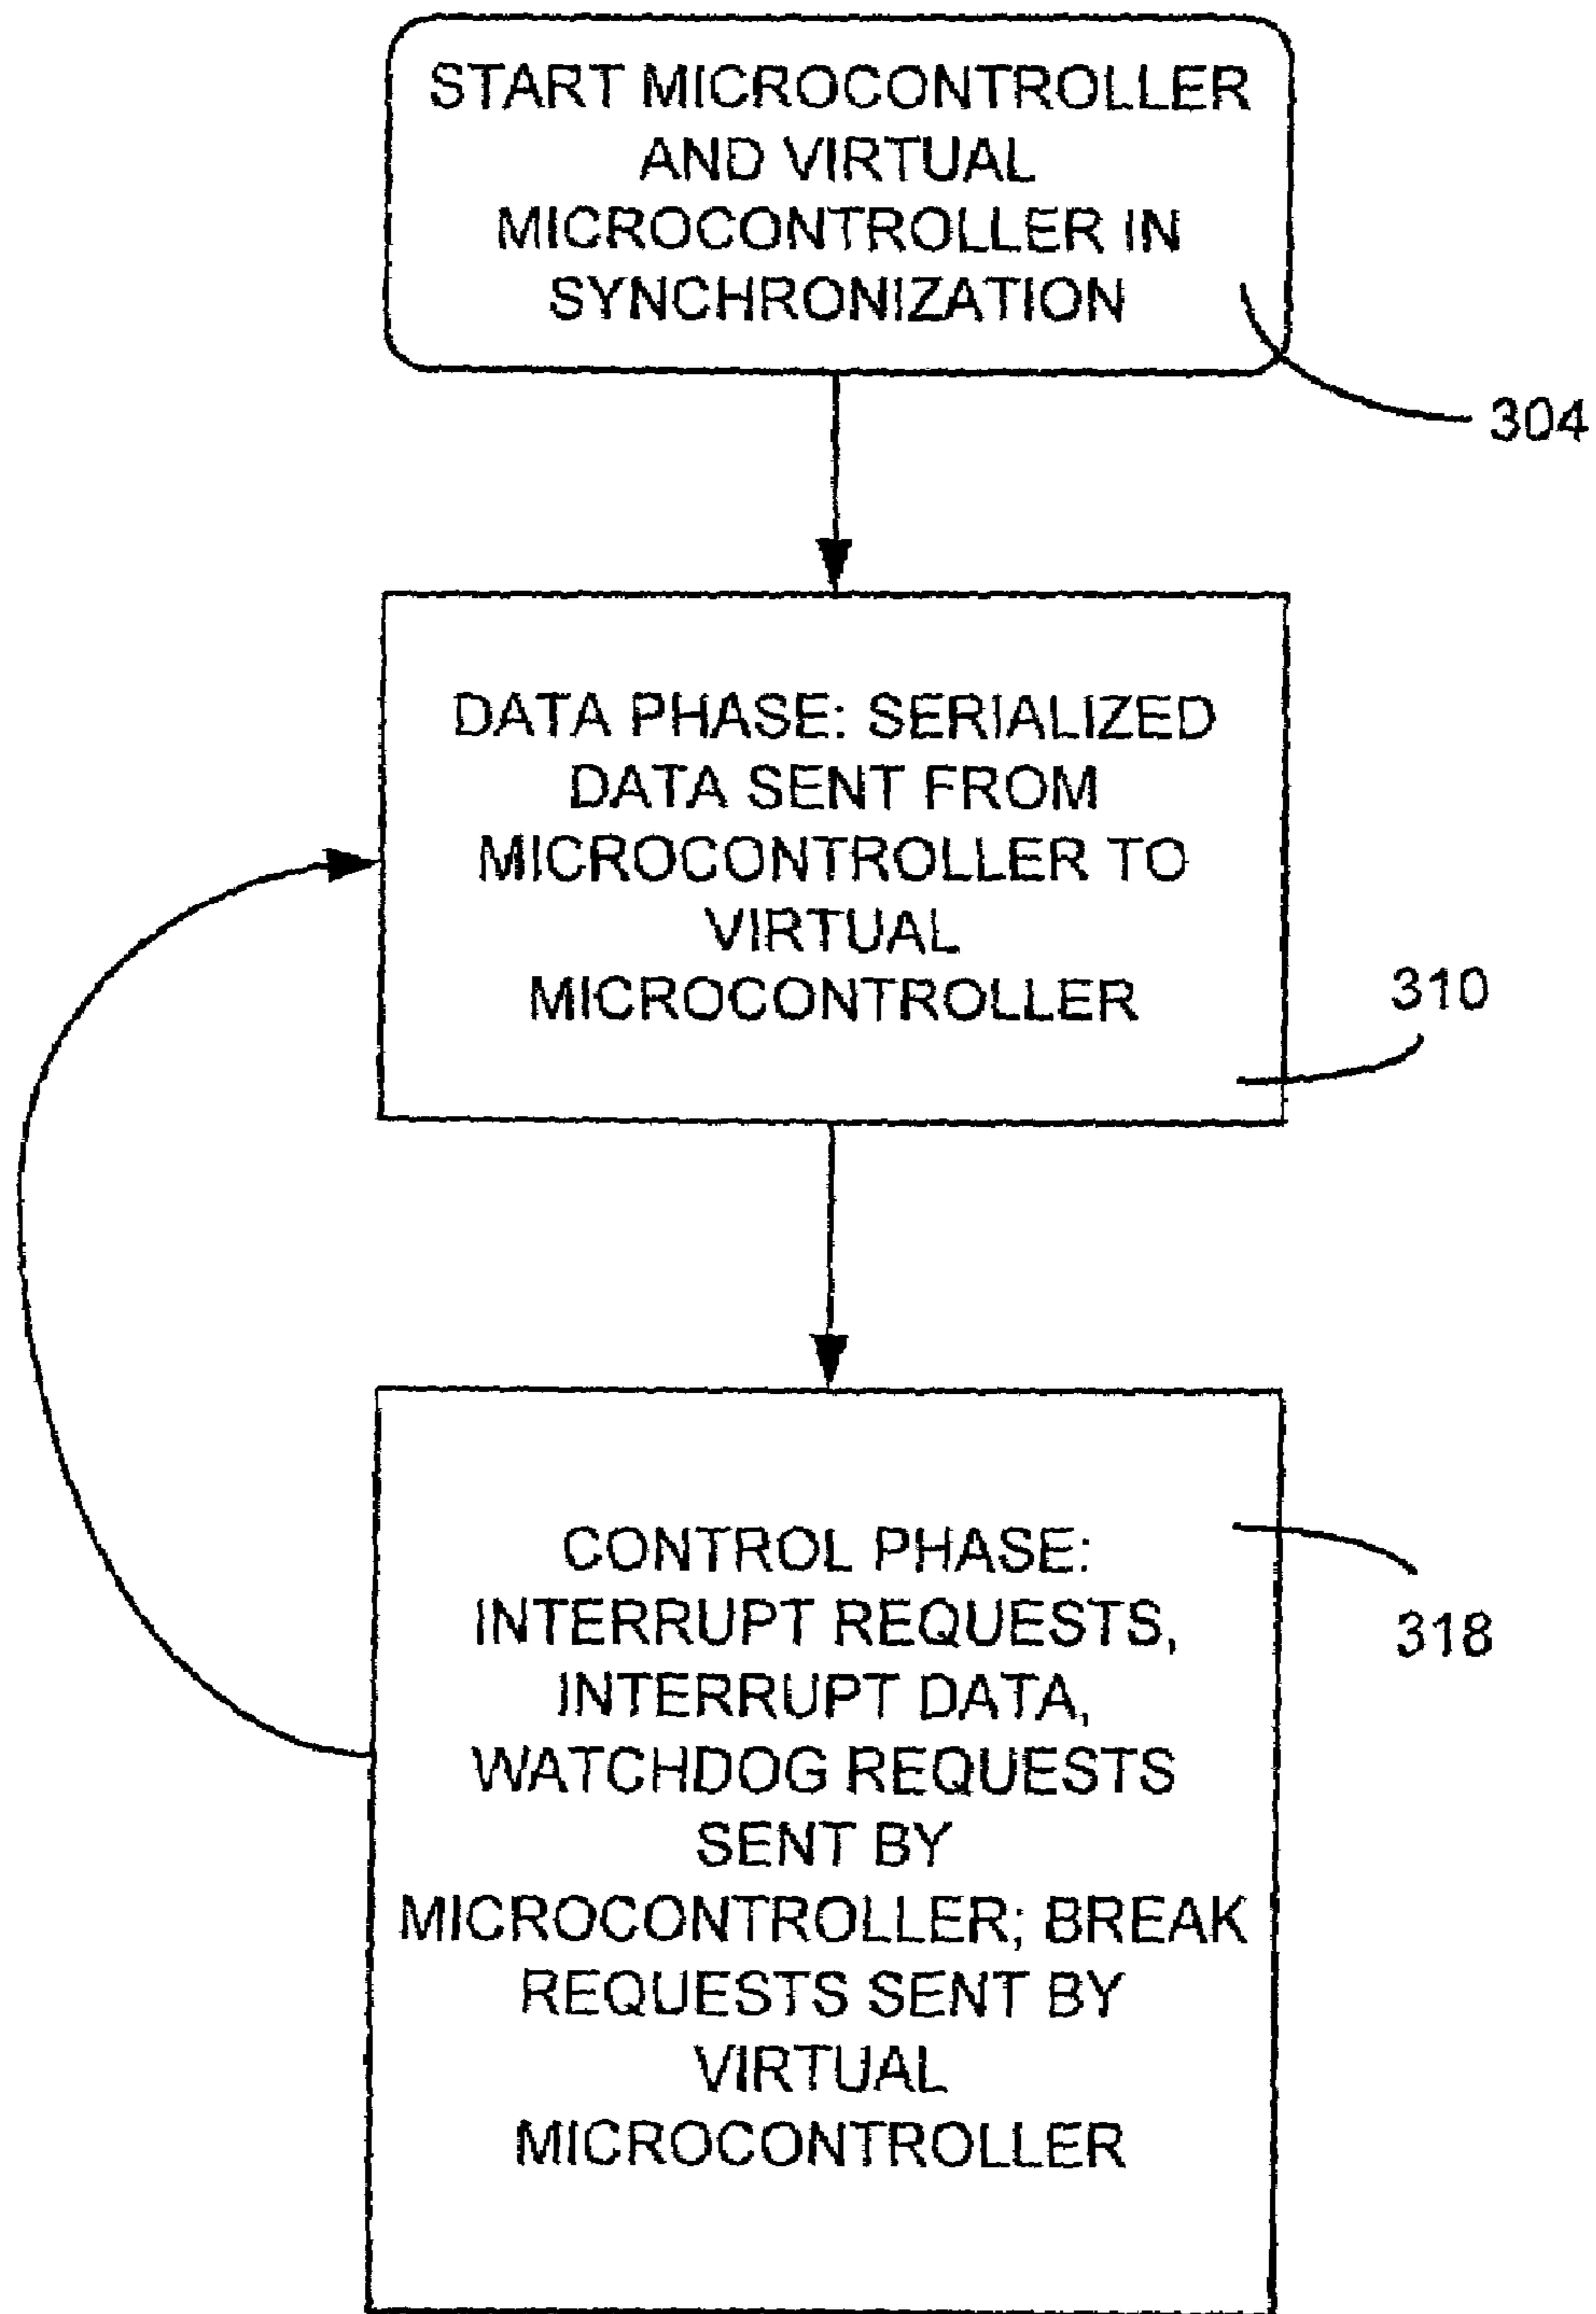 START MICROCONTROLLER
AND VIRTUAL
MICROCONTROLLER IN
SYNCHRONIZATION
304
DATA PHASE: SERIALIZED
DATA SENT FROM
MICROCONTROLLER TO
VIRTUAL
MICROCONTROLLER
310
CONTROL PHASE:
INTERRUPT REQUESTS,
INTERRUPT DATA,
WATCHDOG REQUESTS
SENT BY
MICROCONTROLLER; BREAK
REQUESTS SENT BY
VIRTUAL
MICROCONTROLLER
318